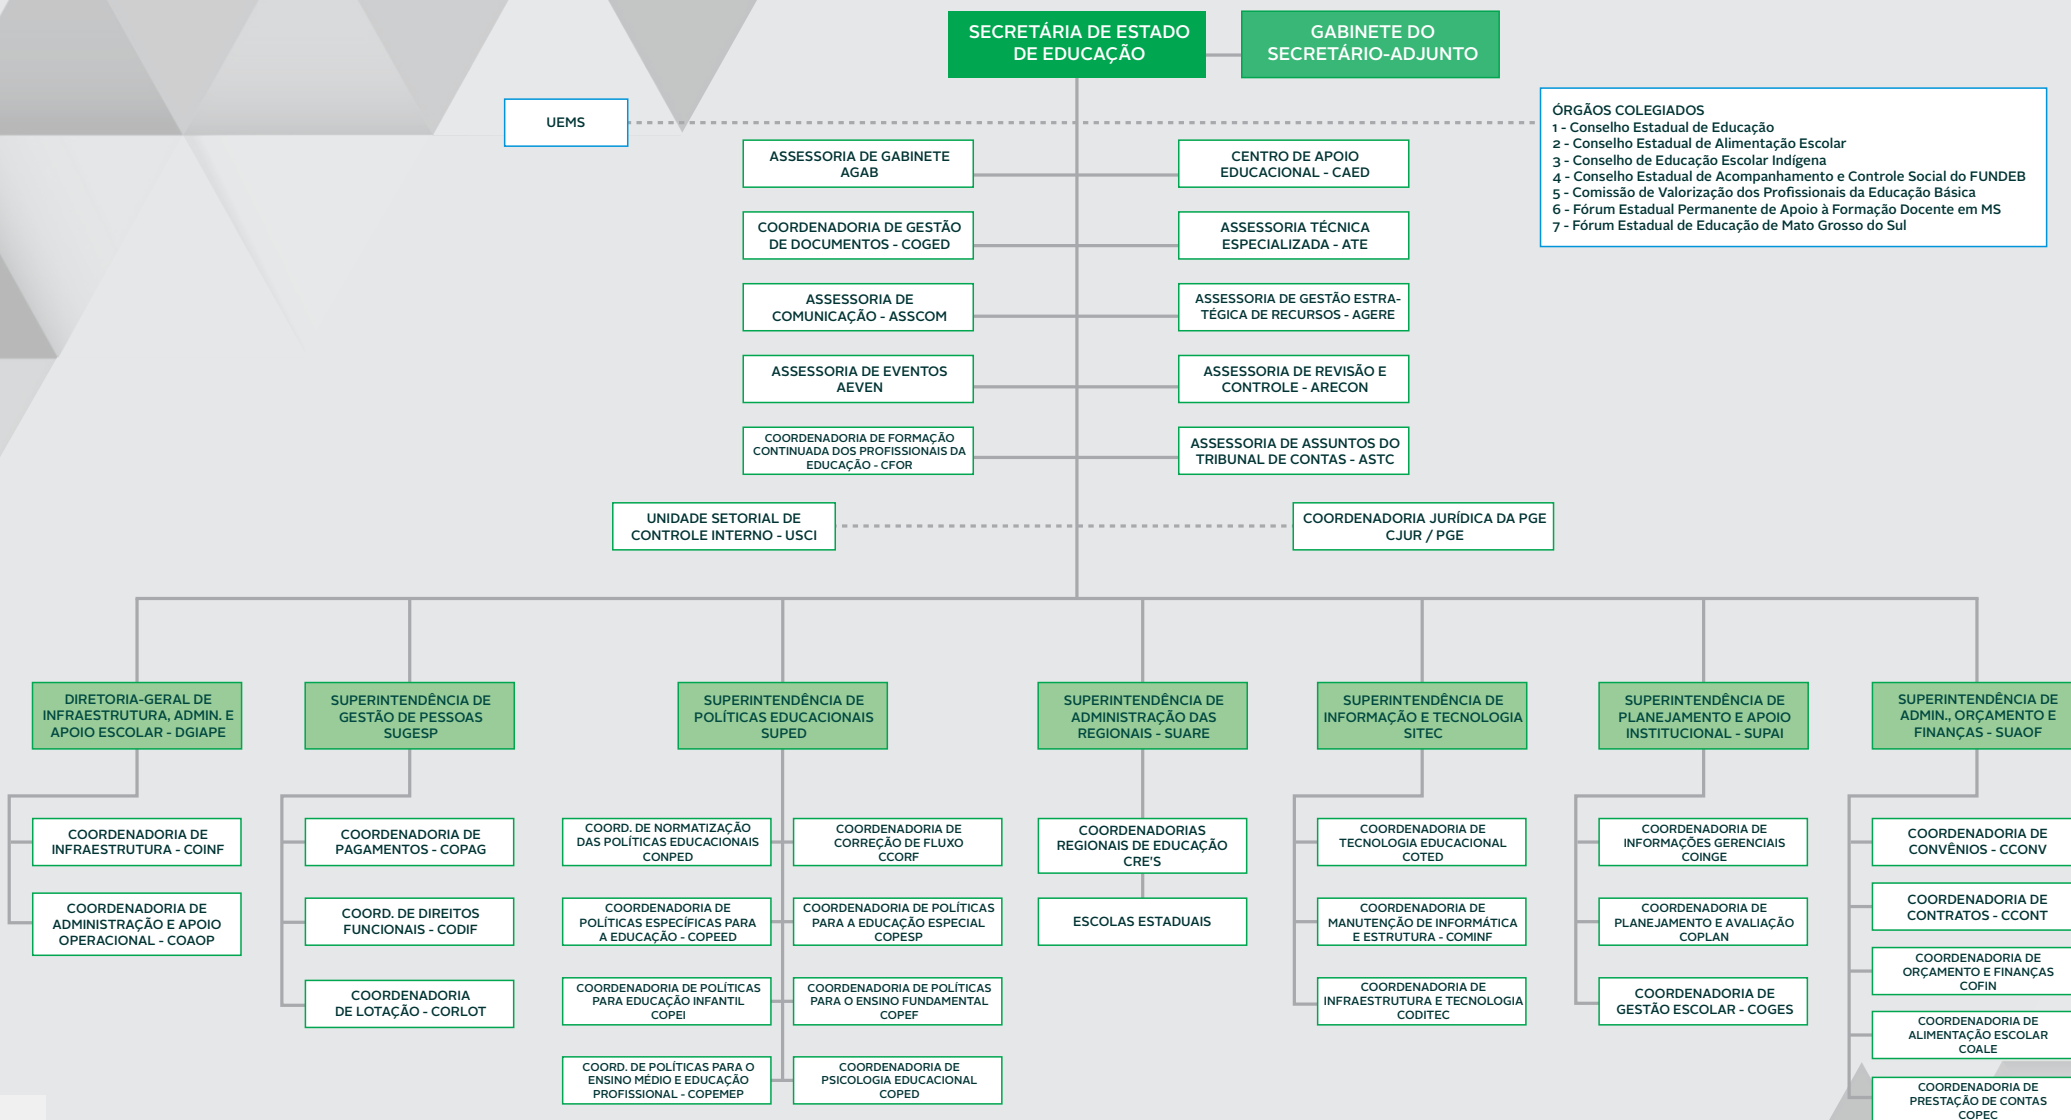 SECRETÁRIA DE ESTADO
DE EDUCAÇÃO
GABINETE DO
SECRETÁRIO-ADJUNTO
UEMS
ÓRGÃOS COLEGIADOS
1 - Conselho Estadual de Educação
2 - Conselho Estadual de Alimentação Escolar
3 - Conselho de Educação Escolar Indígena
4 - Conselho Estadual de Acompanhamento e Controle Social do FUNDEB
5 - Comissão de Valorização dos Profissionais da Educação Básica
6 - Fórum Estadual Permanente de Apoio à Formação Docente em MS
7 - Fórum Estadual de Educação de Mato Grosso do Sul
ASSESSORIA DE GABINETE
AGAB
CENTRO DE APOIO
EDUCACIONAL - CAED
COORDENADORIA DE GESTÃO
DE DOCUMENTOS - COGED
ASSESSORIA TÉCNICA
ESPECIALIZADA - ATE
ASSESSORIA DE
COMUNICAÇÃO - ASSCOM
ASSESSORIA DE GESTÃO ESTRA-
TÉGICA DE RECURSOS - AGERE
ASSESSORIA DE EVENTOS
AEVEN
ASSESSORIA DE REVISÃO E
CONTROLE - ARECON
COORDENADORIA DE FORMAÇÃO
CONTINUADA DOS PROFISSIONAIS DA
EDUCAÇÃO - CFOR
ASSESSORIA DE ASSUNTOS DO
TRIBUNAL DE CONTAS - ASTC
UNIDADE SETORIAL DE
CONTROLE INTERNO - USCI
COORDENADORIA JURÍDICA DA PGE
CJUR / PGE
DIRETORIA-GERAL DE
INFRAESTRUTURA, ADMIN. E
APOIO ESCOLAR - DGIAPE
SUPERINTENDÊNCIA DE
GESTÃO DE PESSOAS
SUGESP
SUPERINTENDÊNCIA DE
POLÍTICAS EDUCACIONAIS
SUPED
SUPERINTENDÊNCIA DE
ADMINISTRAÇÃO DAS
REGIONAIS - SUARE
SUPERINTENDÊNCIA DE
INFORMAÇÃO E TECNOLOGIA
SITEC
SUPERINTENDÊNCIA DE
PLANEJAMENTO E APOIO
INSTITUCIONAL - SUPAI
SUPERINTENDÊNCIA DE
ADMIN., ORÇAMENTO E
FINANÇAS - SUAOF
COORDENADORIA DE
INFRAESTRUTURA - COINF
COORDENADORIA DE
ADMINISTRAÇÃO E APOIO
OPERACIONAL - COAOP
COORDENADORIA DE
PAGAMENTOS - COPAG
COORD. DE DIREITOS
FUNCIONAIS - CODIF
COORDENADORIA
DE LOTAÇÃO - CORLOT
COORD. DE NORMATIZAÇÃO
DAS POLÍTICAS EDUCACIONAIS
CONPED
COORDENADORIA DE
CORREÇÃO DE FLUXO
CCORF
COORDENADORIA DE
POLÍTICAS ESPECÍFICAS PARA
A EDUCAÇÃO - COPEED
COORDENADORIA DE POLÍTICAS
PARA A EDUCAÇÃO ESPECIAL
COPESP
COORDENADORIA DE POLÍTICAS
PARA EDUCAÇÃO INFANTIL
COPEI
COORDENADORIA DE POLÍTICAS
PARA O ENSINO FUNDAMENTAL
COPEF
COORD. DE POLÍTICAS PARA O
ENSINO MÉDIO E EDUCAÇÃO
PROFISSIONAL - COPEMEP
COORDENADORIA DE
PSICOLOGIA EDUCACIONAL
COPED
COORDENADORIAS
REGIONAIS DE EDUCAÇÃO
CRE'S
ESCOLAS ESTADUAIS
COORDENADORIA DE
TECNOLOGIA EDUCACIONAL
COTED
COORDENADORIA DE
MANUTENÇÃO DE INFORMÁTICA
E ESTRUTURA - COMINF
COORDENADORIA DE
INFRAESTRUTURA E TECNOLOGIA
CODITEC
COORDENADORIA DE
INFORMAÇÕES GERENCIAIS
COINGE
COORDENADORIA DE
PLANEJAMENTO E AVALIAÇÃO
COPLAN
COORDENADORIA DE
GESTÃO ESCOLAR - COGES
COORDENADORIA DE
CONVÊNIOS - CCONV
COORDENADORIA DE
CONTRATOS - CCONT
COORDENADORIA DE
ORÇAMENTO E FINANÇAS
COFIN
COORDENADORIA DE
ALIMENTAÇÃO ESCOLAR
COALE
COORDENADORIA DE
PRESTAÇÃO DE CONTAS
COPEC